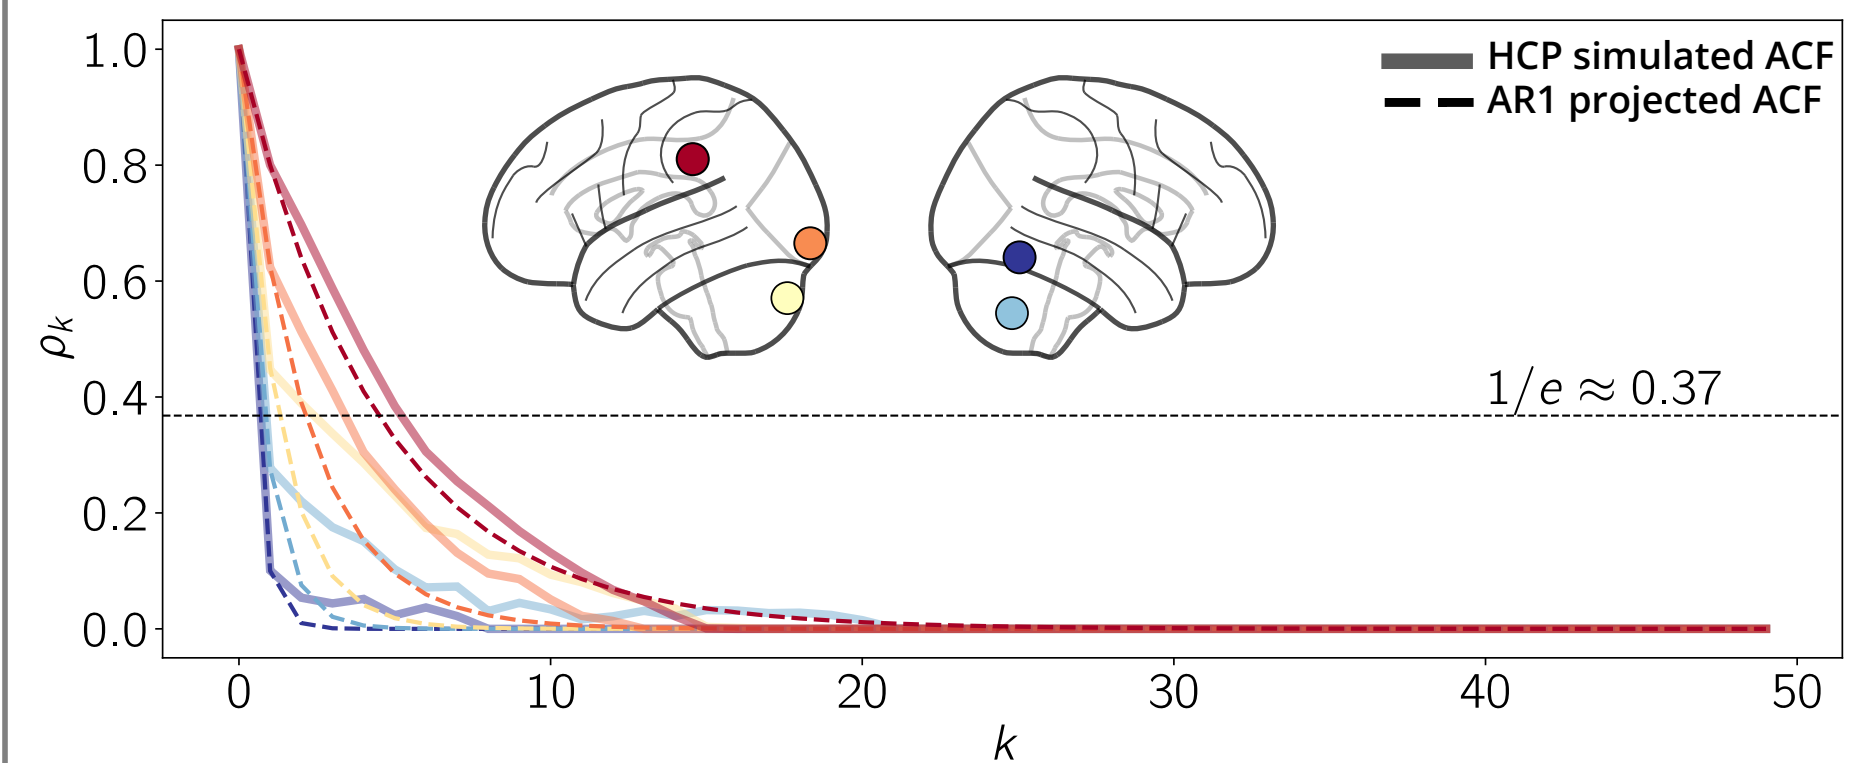 HCP simulated ACF
AR1 projected ACF
1.0
0.8
0.6
0.4
0.2
0.0
ρₖ
1/e ≈ 0.37
0 10 20 30 40 50
k